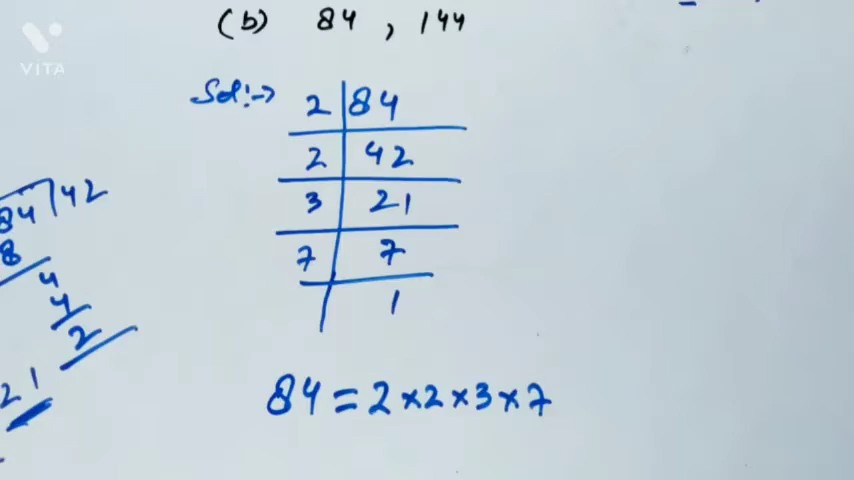 (b) 84 , 144
VITA
Sol:->
2 | 84
2 | 42
3 | 21
7 | 7
| 1
84 = 2×2×3×7
84 | 42
8
4
4
2
21